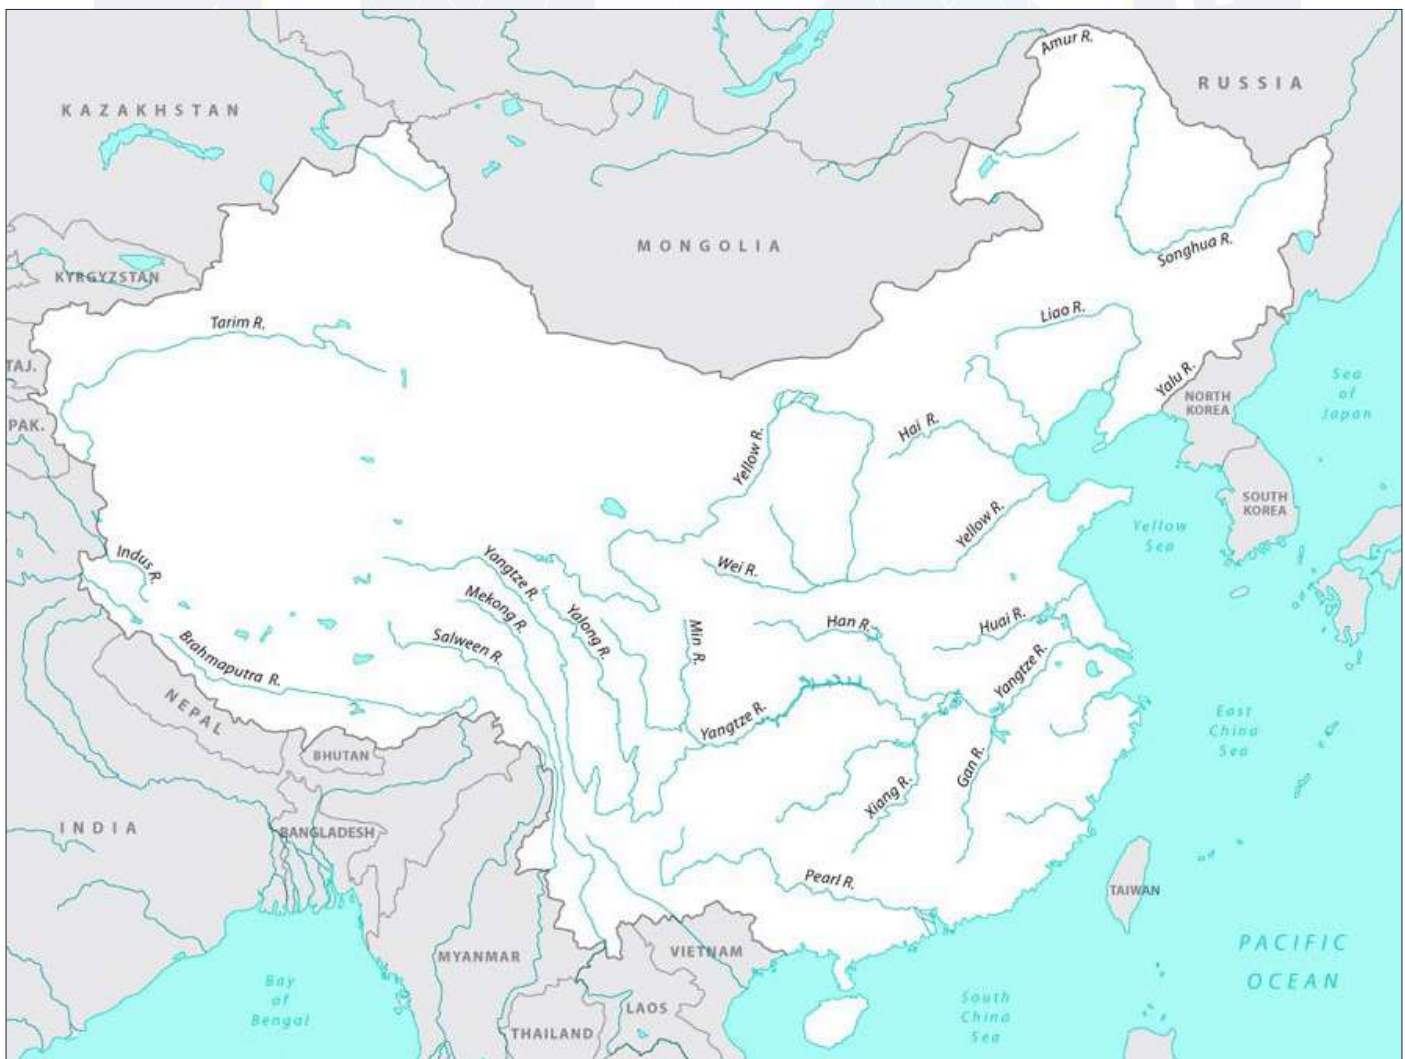 Amur R.
RUSSIA
KAZAKHSTAN
MONGOLIA
Songhua R.
KYRGYZSTAN
Tarim R.
Liao R.
TAJ.
Yalu R.
Sea
of
Japan
NORTH
KOREA
PAK.
Hai R.
Yellow R.
SOUTH
KOREA
Yellow R.
Yellow
Sea
Indus R.
Yangtze R.
Wei R.
Mekong R.
Yalong R.
Min R.
Han R.
Huai R.
Salween R.
Brahmaputra R.
Yangtze R.
NEPAL
Yangtze R.
East
China
Sea
BHUTAN
Gan R.
Xiang R.
INDIA
BANGLADESH
Pearl R.
TAIWAN
MYANMAR
VIETNAM
PACIFIC
OCEAN
Bay
of
Bengal
LAOS
South
China
Sea
THAILAND